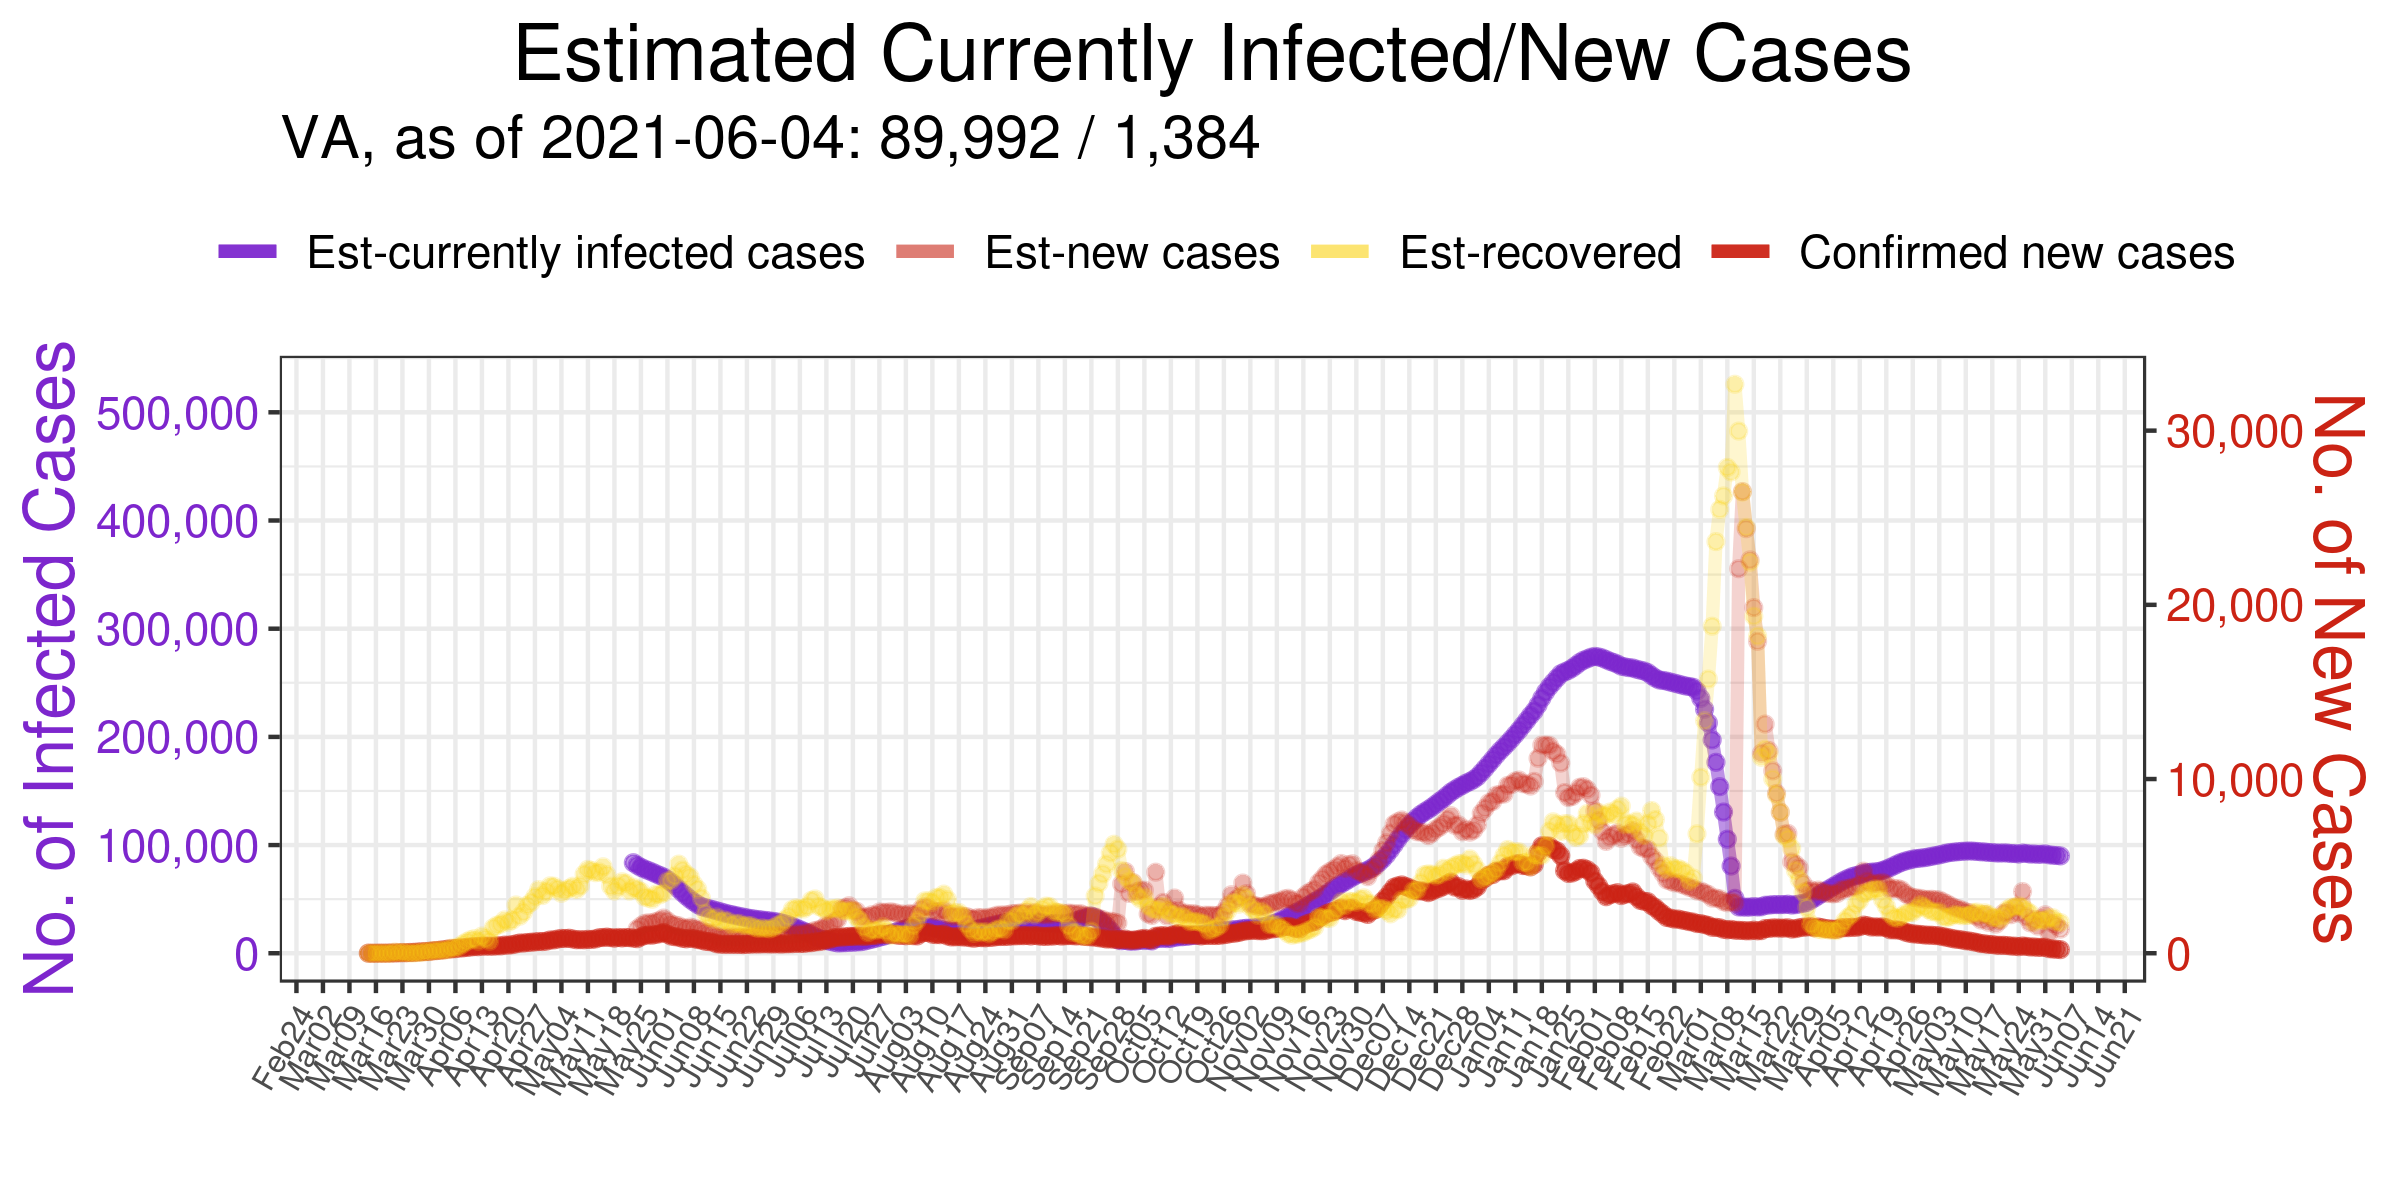 Estimated Currently Infected/New Cases
VA, as of 2021-06-04: 89,992 / 1,384
Est-currently infected cases Est-new cases Est-recovered Confirmed new cases
No. of Infected Cases
500,000
400,000
300,000
200,000
100,000
0
30,000
20,000
10,000
0
No. of New Cases
Feb24 Mar02 Mar09 Mar16 Mar23 Mar30 Apr06 Apr13 Apr20 Apr27 May04 May11 May18 May25 Jun01 Jun08 Jun15 Jun22 Jun29 Jul06 Jul13 Jul20 Jul27 Aug03 Aug10 Aug17 Aug24 Aug31 Sep07 Sep14 Sep21 Sep28 Oct05 Oct12 Oct19 Oct26 Nov02 Nov09 Nov16 Nov23 Nov30 Dec07 Dec14 Dec21 Dec28 Jan04 Jan11 Jan18 Jan25 Feb01 Feb08 Feb15 Feb22 Mar01 Mar08 Mar15 Mar22 Mar29 Apr05 Apr12 Apr19 Apr26 May03 May10 May17 May24 May31 Jun07 Jun14 Jun21